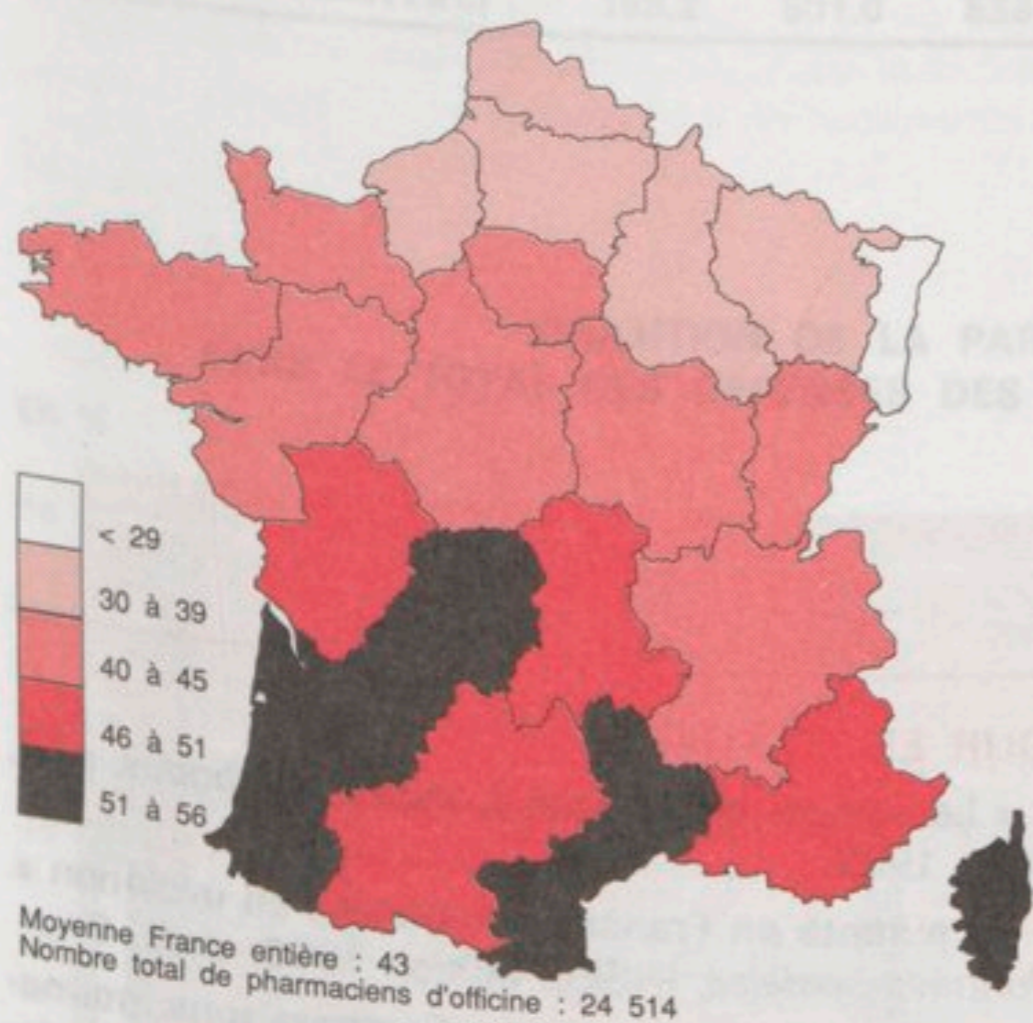 < 29
30 à 39
40 à 45
46 à 51
51 à 56
Moyenne France entière : 43
Nombre total de pharmaciens d'officine : 24 514